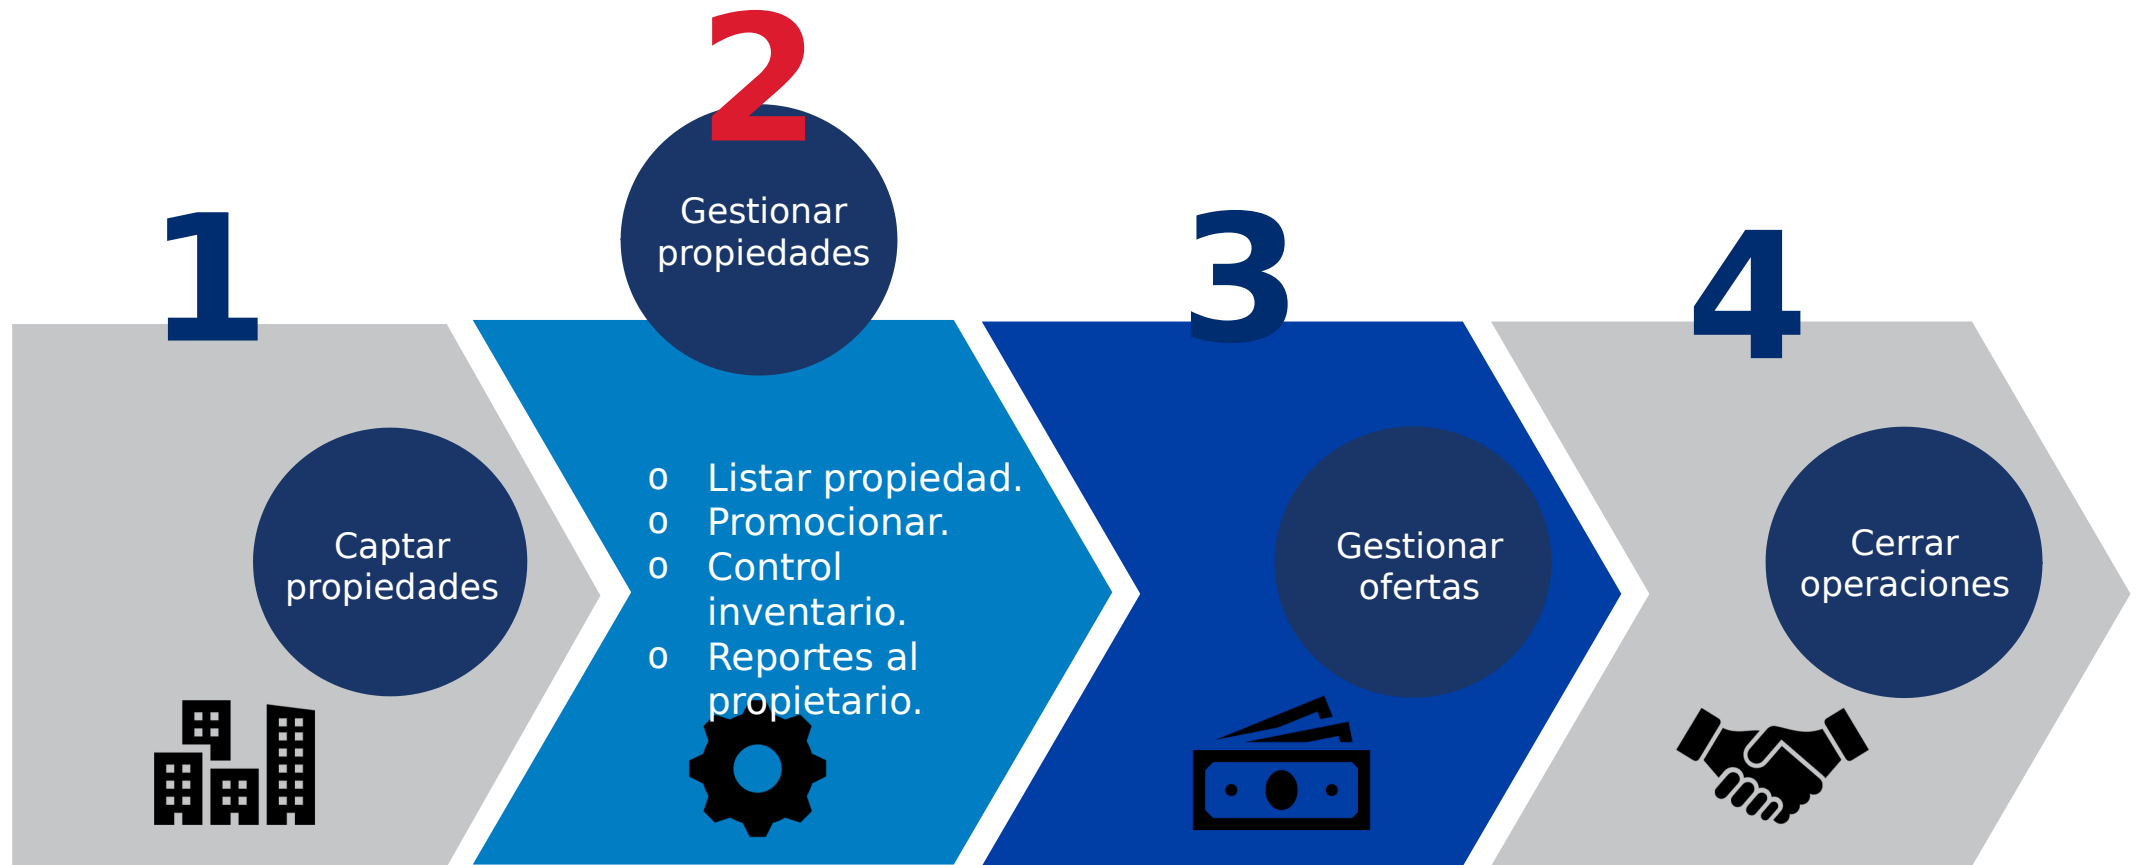 1
Captar
propiedades
2
Gestionar
propiedades
o Listar propiedad.
o Promocionar.
o Control
inventario.
o Reportes al
propietario.
3
Gestionar
ofertas
4
Cerrar
operaciones